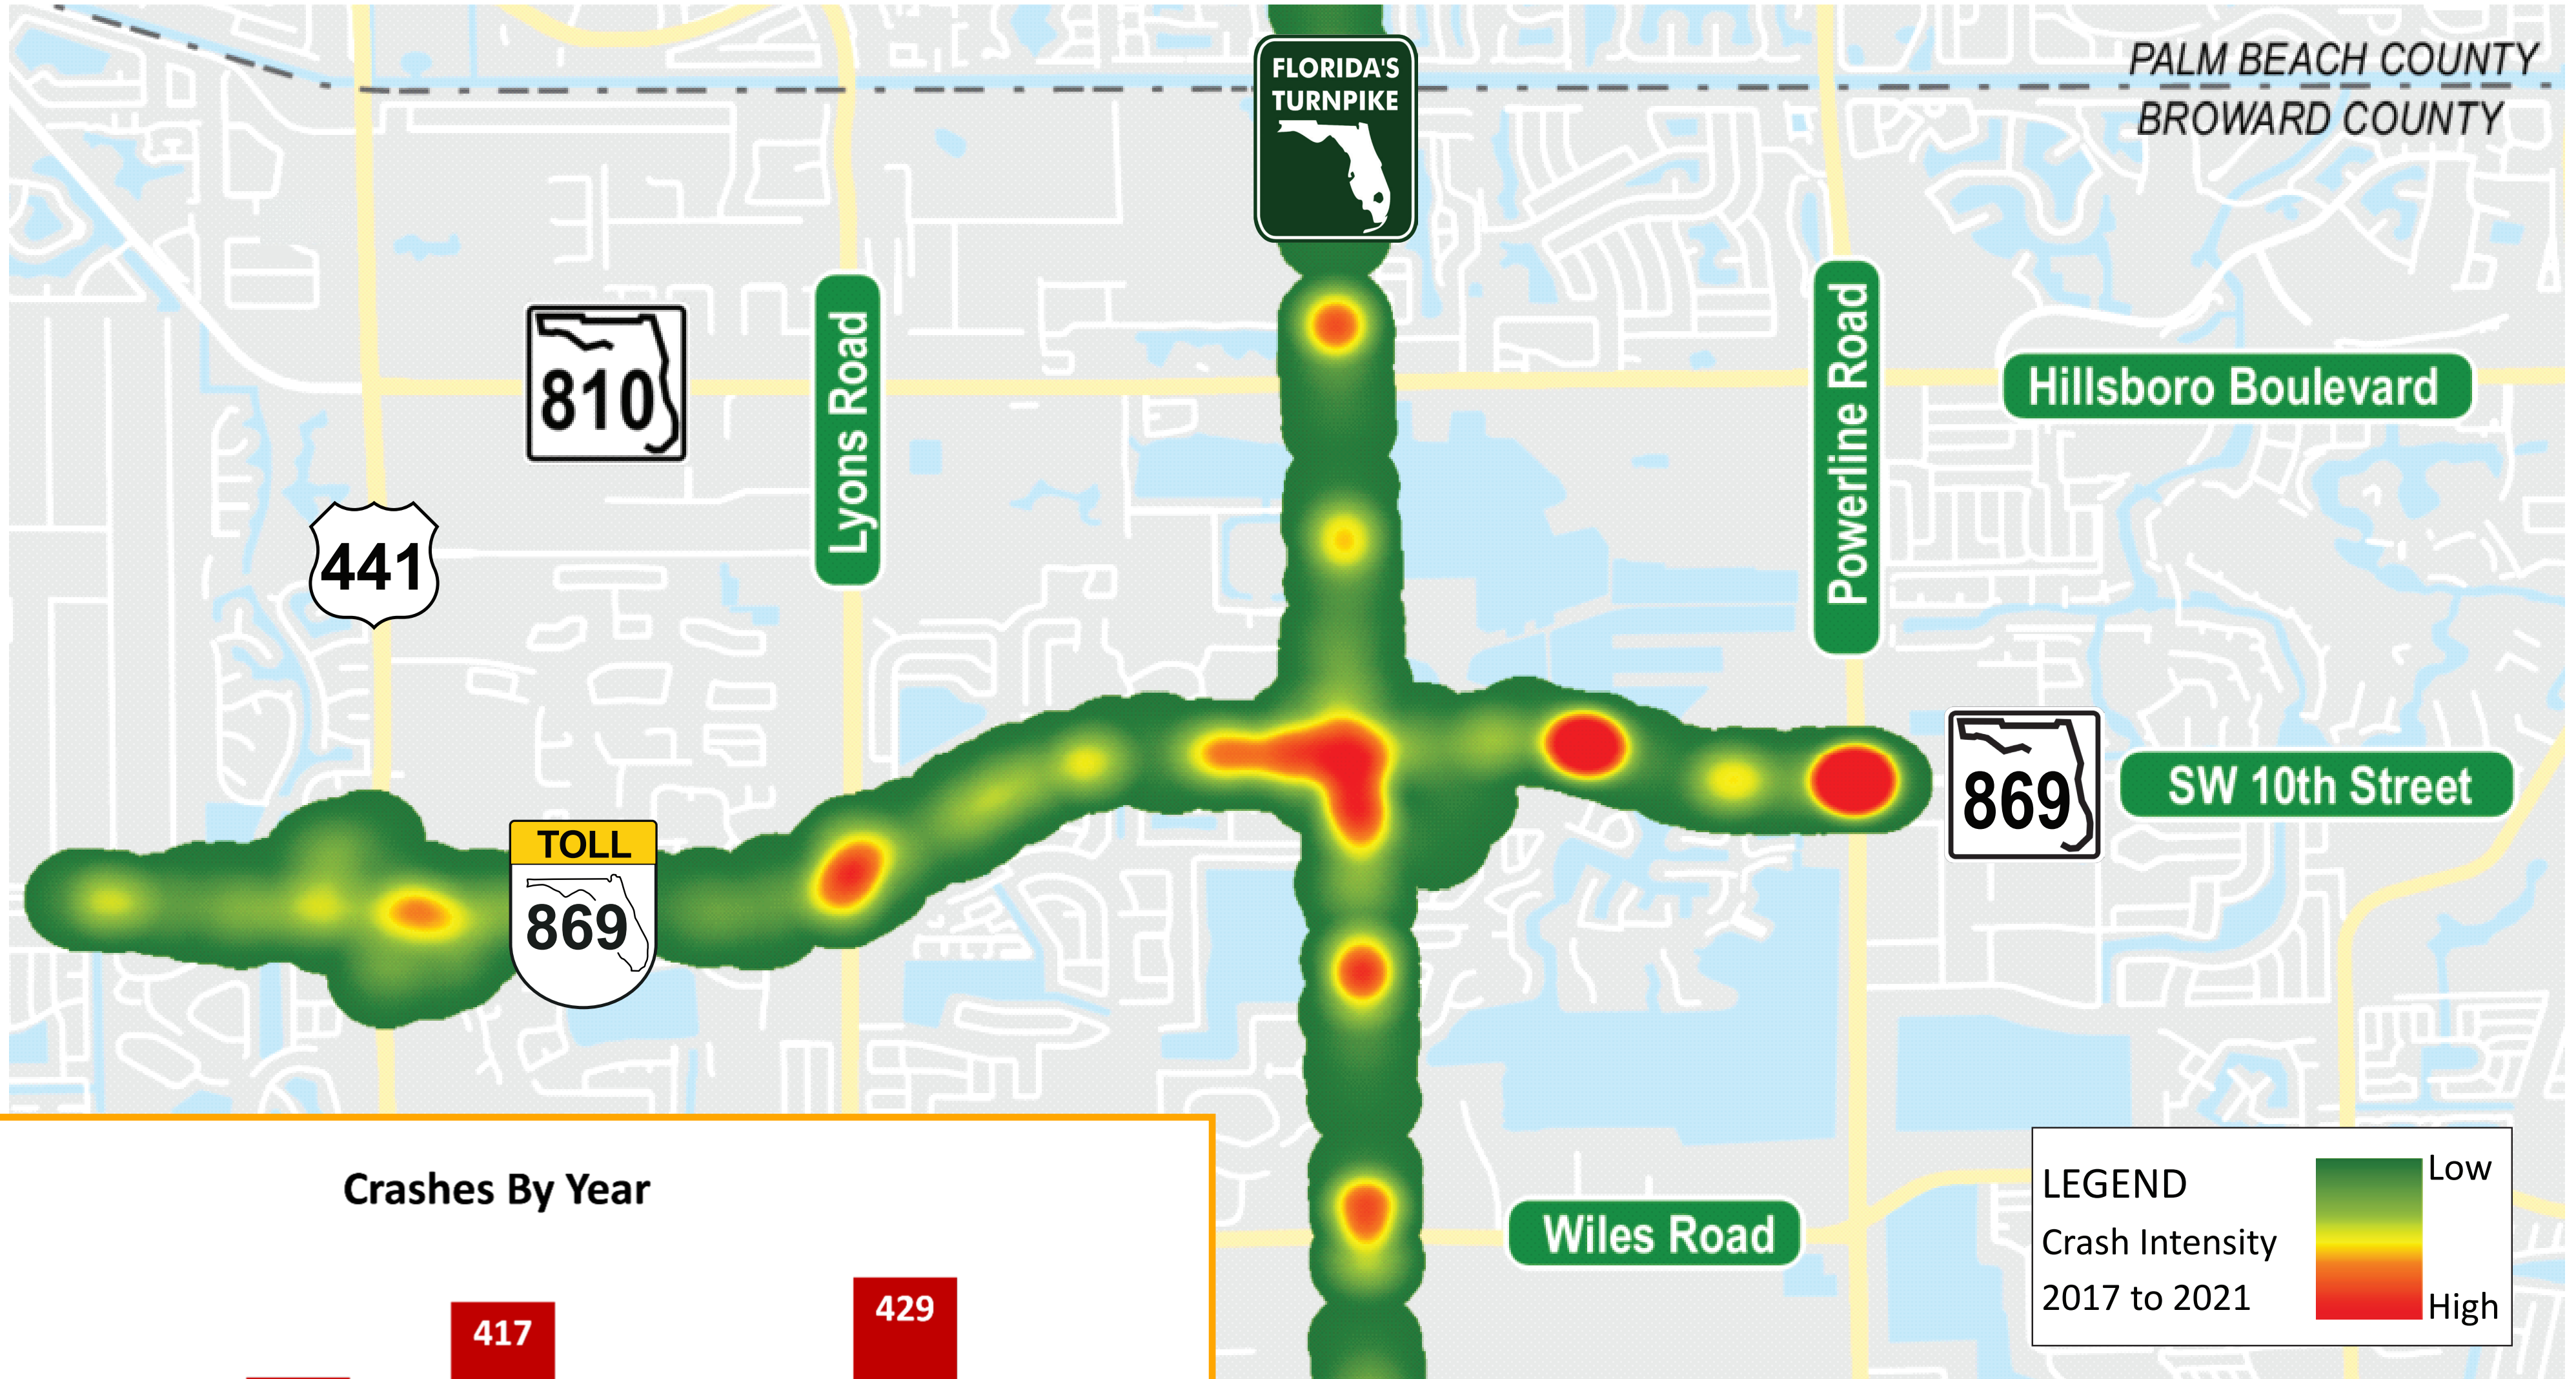 PALM BEACH COUNTY
BROWARD COUNTY
FLORIDA'S
TURNPIKE
810
Lyons Road
Powerline Road
Hillsboro Boulevard
441
TOLL
869
869
SW 10th Street
Wiles Road
Crashes By Year
417
429
LEGEND
Crash Intensity
2017 to 2021
Low
High